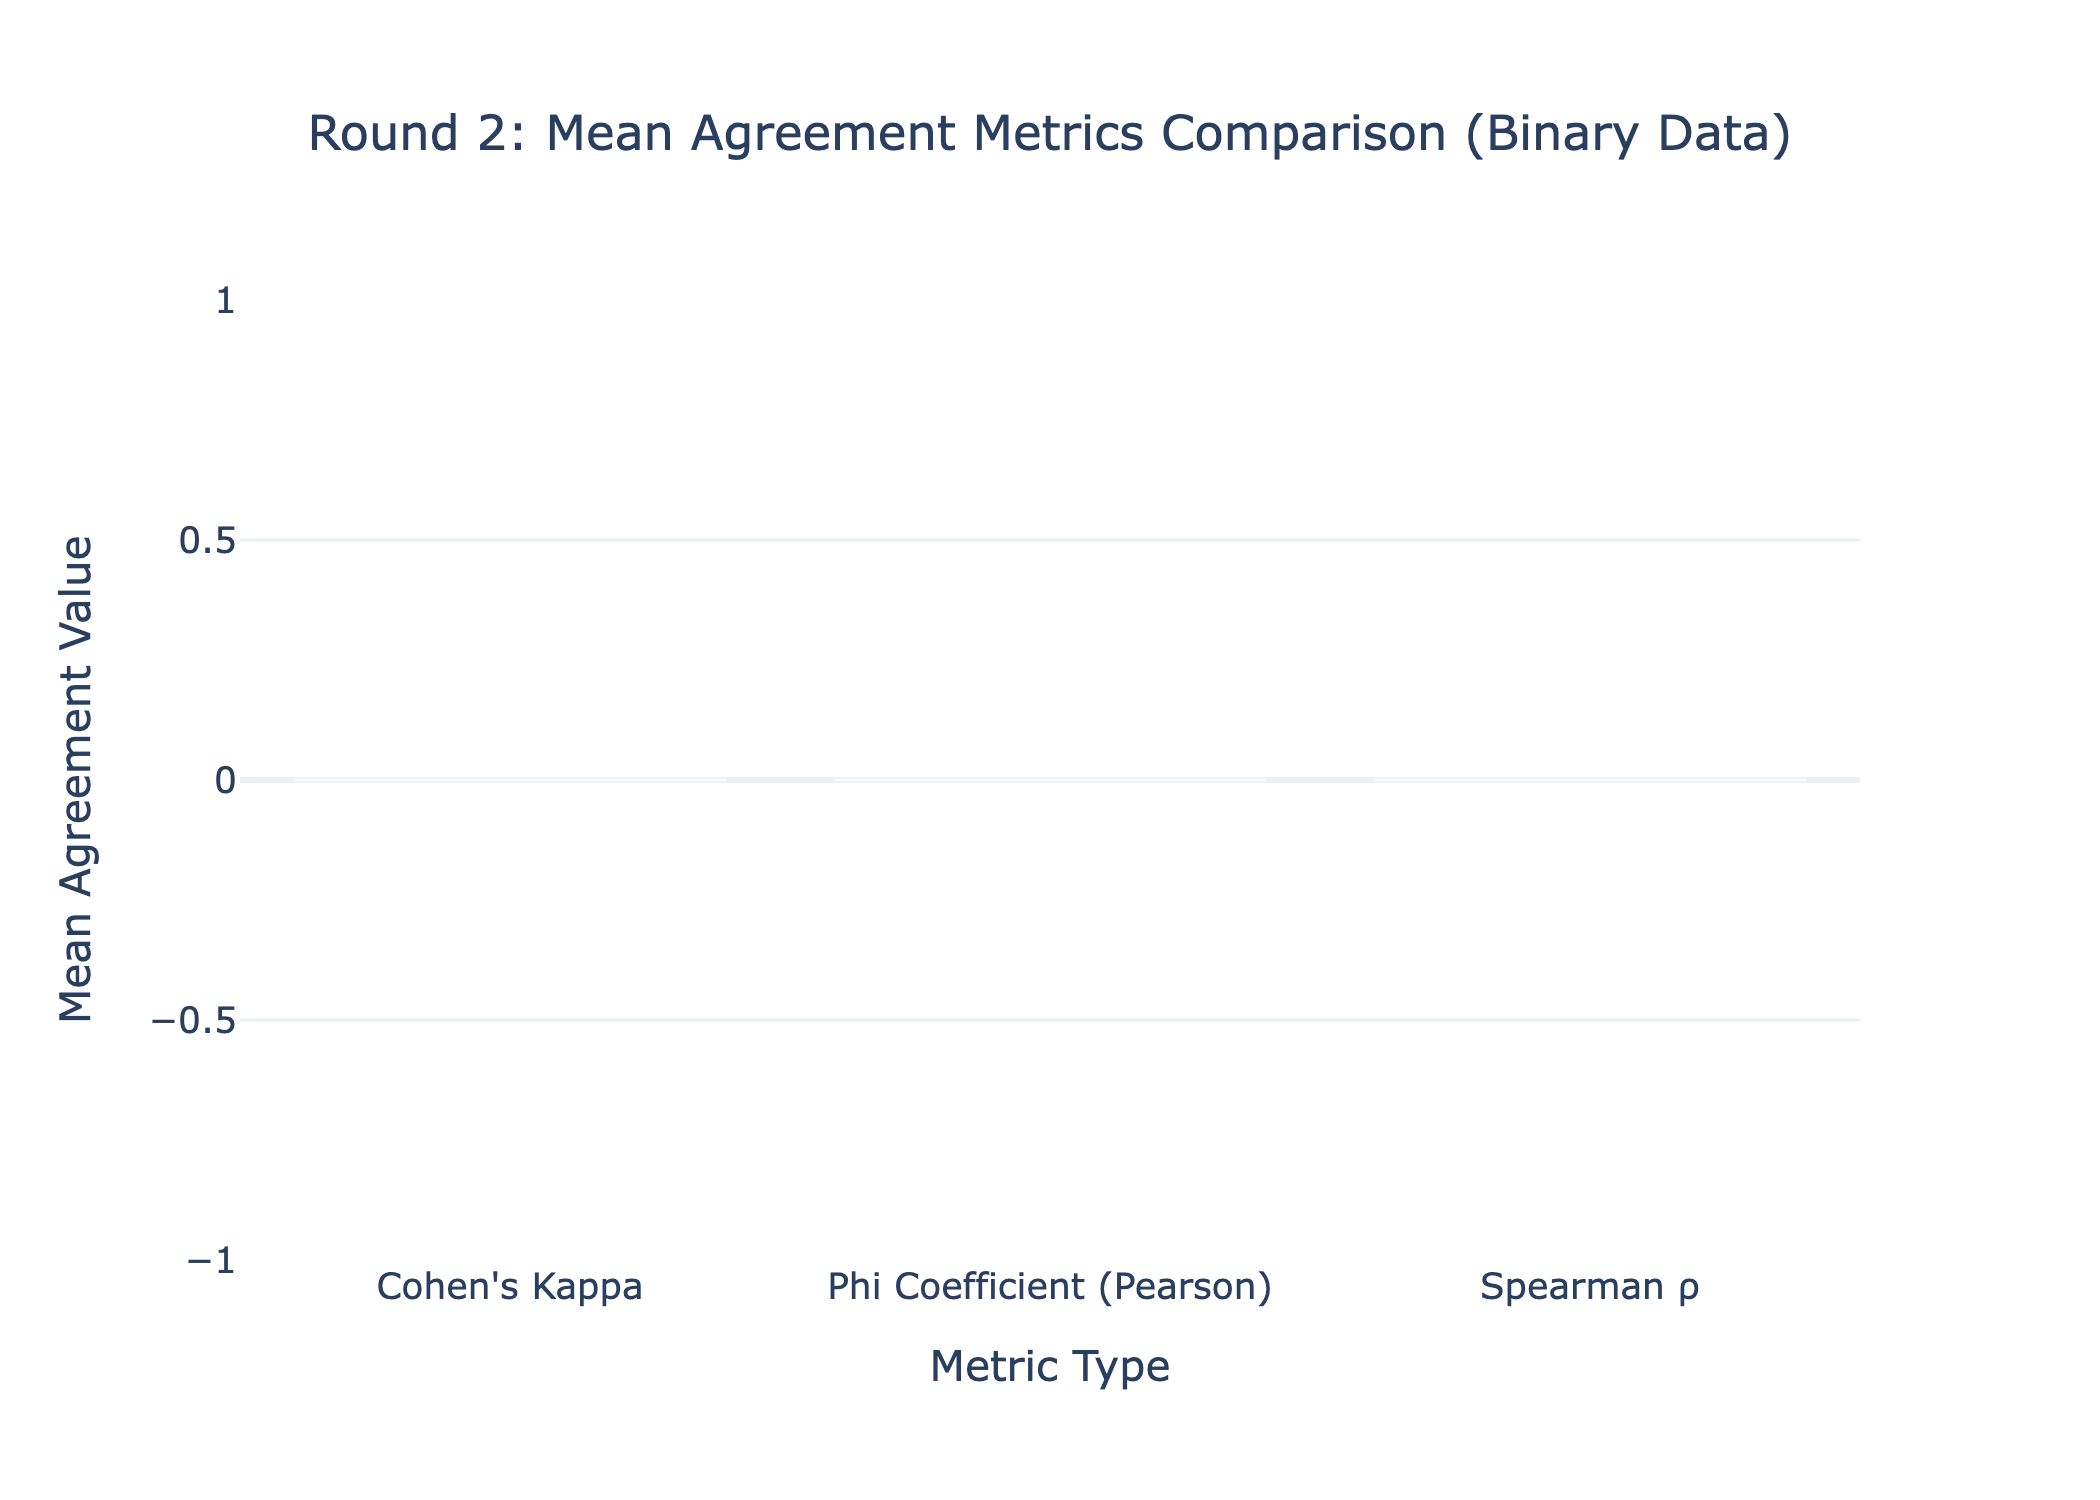 Round 2: Mean Agreement Metrics Comparison (Binary Data)
Mean Agreement Value
1
0.5
0
−0.5
−1
Cohen's Kappa
Phi Coefficient (Pearson)
Spearman ρ
Metric Type